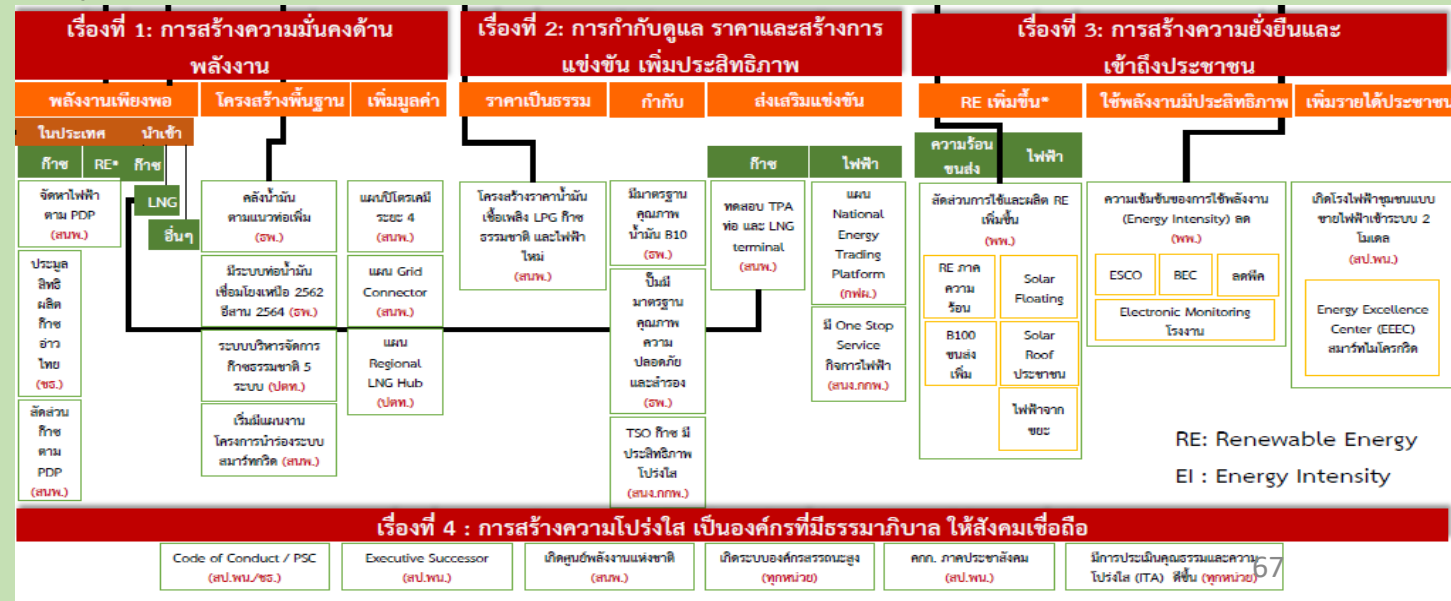 เรื่องที่ 1: การสร้างความมั่นคงด้าน
พลังงาน
พลังงานเพียงพอ
โครงสร้างพื้นฐาน
เพิ่มมูลค่า
ในประเทศ
นำเข้า
ก๊าซ
RE*
ก๊าซ
LNG
อื่นๆ
จัดหาไฟฟ้า
ตาม PDP
(สนพ.)
ประมูล
สิทธิ
ผลิต
ก๊าซ
อ่าว
ไทย
(ชธ.)
สัดส่วน
ก๊าซ
ตาม
PDP
(สนพ.)
คลังน้ำมัน
ตามแนวท่อเพิ่ม
(ธพ.)
มีระบบท่อน้ำมัน
เชื่อมโยงเหนือ 2562
อีสาน 2564 (ธพ.)
ระบบบริหารจัดการ
ก๊าซธรรมชาติ 5
ระบบ (ปตท.)
เริ่มมีแผนงาน
โครงการนำร่องระบบ
สมาร์ทกริด (สนพ.)
แผนปิโตรเคมี
ระยะ 4
(สนพ.)
แผน Grid
Connector
(สนพ.)
แผน
Regional
LNG Hub
(ปตท.)
เรื่องที่ 2: การกำกับดูแล ราคาและสร้างการ
แข่งขัน เพิ่มประสิทธิภาพ
ราคาเป็นธรรม
กำกับ
ส่งเสริมแข่งขัน
ก๊าซ
ไฟฟ้า
โครงสร้างราคาน้ำมัน
เชื้อเพลิง LPG ก๊าซ
ธรรมชาติ และไฟฟ้า
ใหม่
(สนพ.)
มีมาตรฐาน
คุณภาพ
น้ำมัน B10
(ธพ.)
ปั๊มมี
มาตรฐาน
คุณภาพ
ความ
ปลอดภัย
และสำรอง
(ธพ.)
TSO ก๊าซ มี
ประสิทธิภาพ
โปร่งใส
(สนง.กกพ.)
ทดสอบ TPA
ท่อ และ LNG
terminal
(สนพ.)
แผน
National
Energy
Trading
Platform
(กฟผ.)
มี One Stop
Service
กิจการไฟฟ้า
(สนง.กกพ.)
เรื่องที่ 3: การสร้างความยั่งยืนและ
เข้าถึงประชาชน
RE เพิ่มขึ้น*
ใช้พลังงานมีประสิทธิภาพ
เพิ่มรายได้ประชาชน
ความร้อน
ขนส่ง
ไฟฟ้า
สัดส่วนการใช้และผลิต RE
เพิ่มขึ้น
(พพ.)
RE ภาค
ความ
ร้อน
Solar
Floating
B100
ขนส่ง
เพิ่ม
Solar
Roof
ประชาชน
ไฟฟ้าจาก
ขยะ
ความเข้มข้นของการใช้พลังงาน
(Energy Intensity) ลด
(พพ.)
ESCO
BEC
ลดพีค
Electronic Monitoring
โรงงาน
เกิดโรงไฟฟ้าชุมชนแบบ
ขายไฟฟ้าเข้าระบบ 2
โมเดล
(สป.พน.)
Energy Excellence
Center (EEEC)
สมาร์ทไมโครกริด
RE: Renewable Energy
EI : Energy Intensity
เรื่องที่ 4 : การสร้างความโปร่งใส เป็นองค์กรที่มีธรรมาภิบาล ให้สังคมเชื่อถือ
Code of Conduct / PSC
(สป.พน./ชธ.)
Executive Successor
(สป.พน.)
เกิดศูนย์พลังงานแห่งชาติ
(สนพ.)
เกิดระบบองค์กรสรรถนะสูง
(ทุกหน่วย)
คกก. ภาคประชาสังคม
(สป.พน.)
มีการประเมินคุณธรรมและความ
โปร่งใส (ITA) ดีขึ้น (ทุกหน่วย)
67